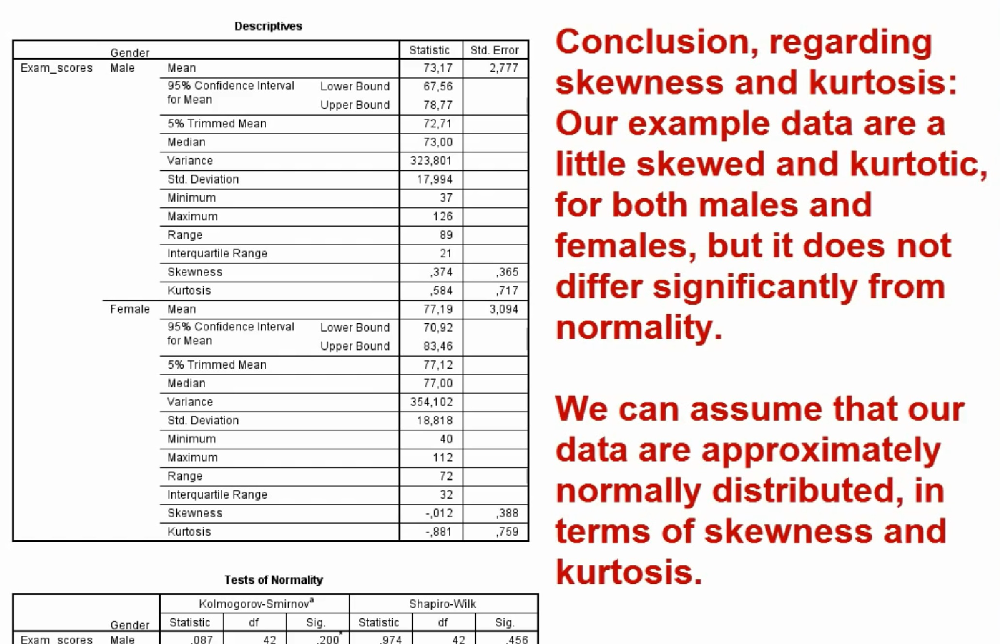 Descriptives
Gender Statistic Std. Error
Exam_scores Male Mean 73,17 2,777
95% Confidence Interval for Mean Lower Bound 67,56
Upper Bound 78,77
5% Trimmed Mean 72,71
Median 73,00
Variance 323,801
Std. Deviation 17,994
Minimum 37
Maximum 126
Range 89
Interquartile Range 21
Skewness ,374 ,365
Kurtosis ,584 ,717
Female Mean 77,19 3,094
95% Confidence Interval for Mean Lower Bound 70,92
Upper Bound 83,46
5% Trimmed Mean 77,12
Median 77,00
Variance 354,102
Std. Deviation 18,818
Minimum 40
Maximum 112
Range 72
Interquartile Range 32
Skewness -,012 ,388
Kurtosis -,881 ,759
Tests of Normality
Kolmogorov-Smirnovª Shapiro-Wilk
Gender Statistic df Sig. Statistic df Sig.
Exam_scores Male ,087 42 ,200* ,974 42 ,456
Conclusion, regarding
skewness and kurtosis:
Our example data are a
little skewed and kurtotic,
for both males and
females, but it does not
differ significantly from
normality.
We can assume that our
data are approximately
normally distributed, in
terms of skewness and
kurtosis.